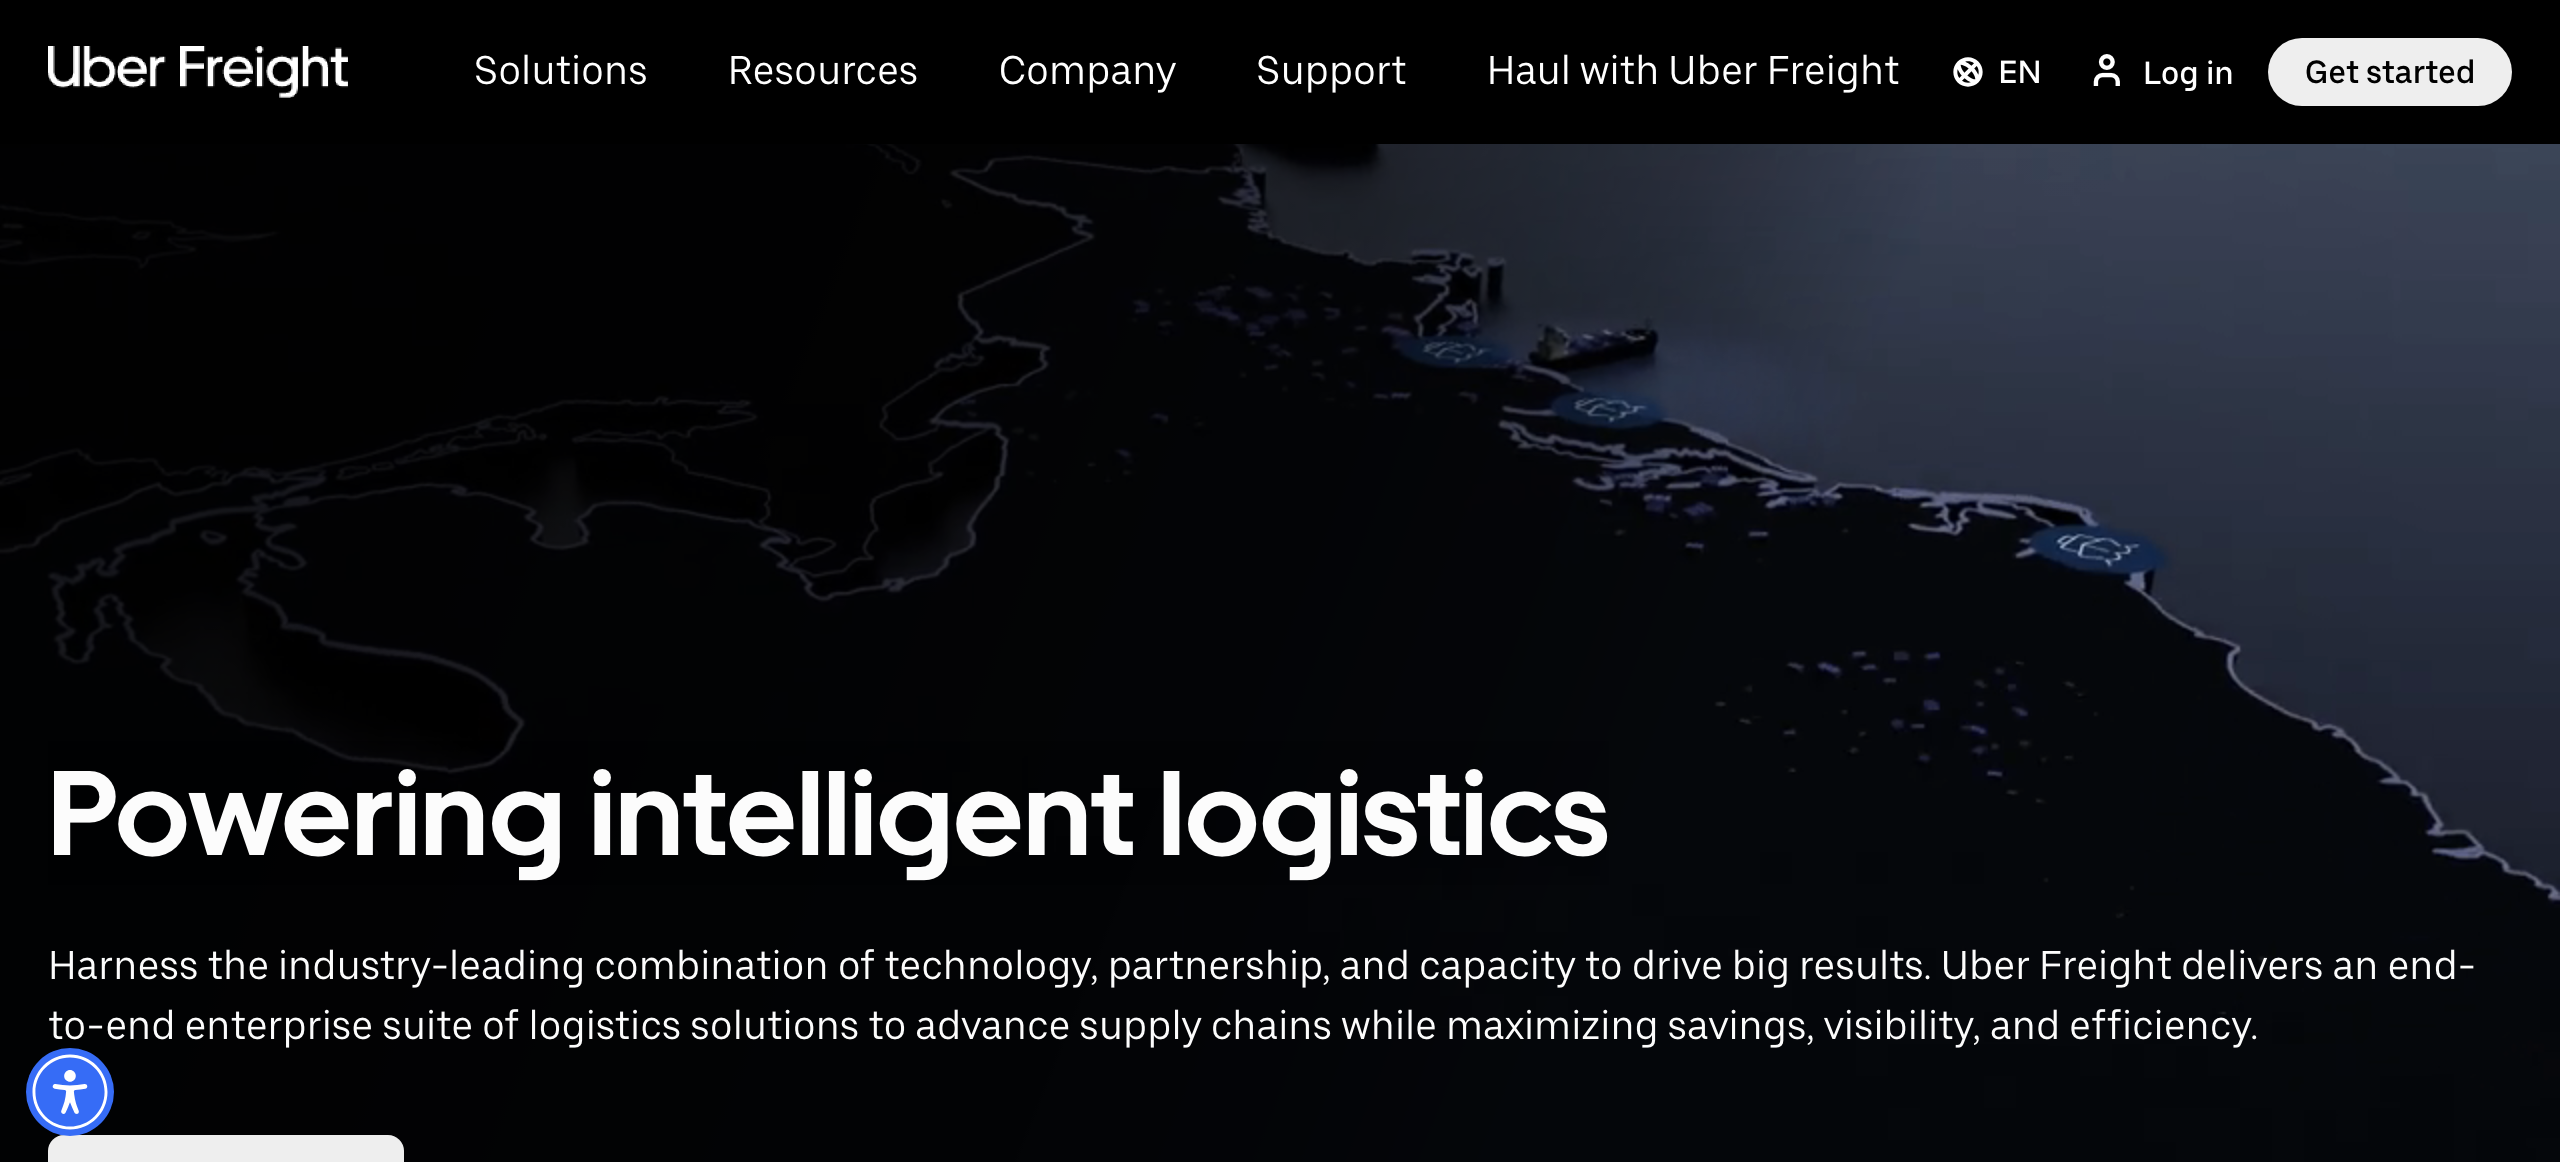 Uber Freight
Solutions
Resources
Company
Support
Haul with Uber Freight
EN
Log in
Get started
Powering intelligent logistics
Harness the industry-leading combination of technology, partnership, and capacity to drive big results. Uber Freight delivers an end-
to-end enterprise suite of logistics solutions to advance supply chains while maximizing savings, visibility, and efficiency.